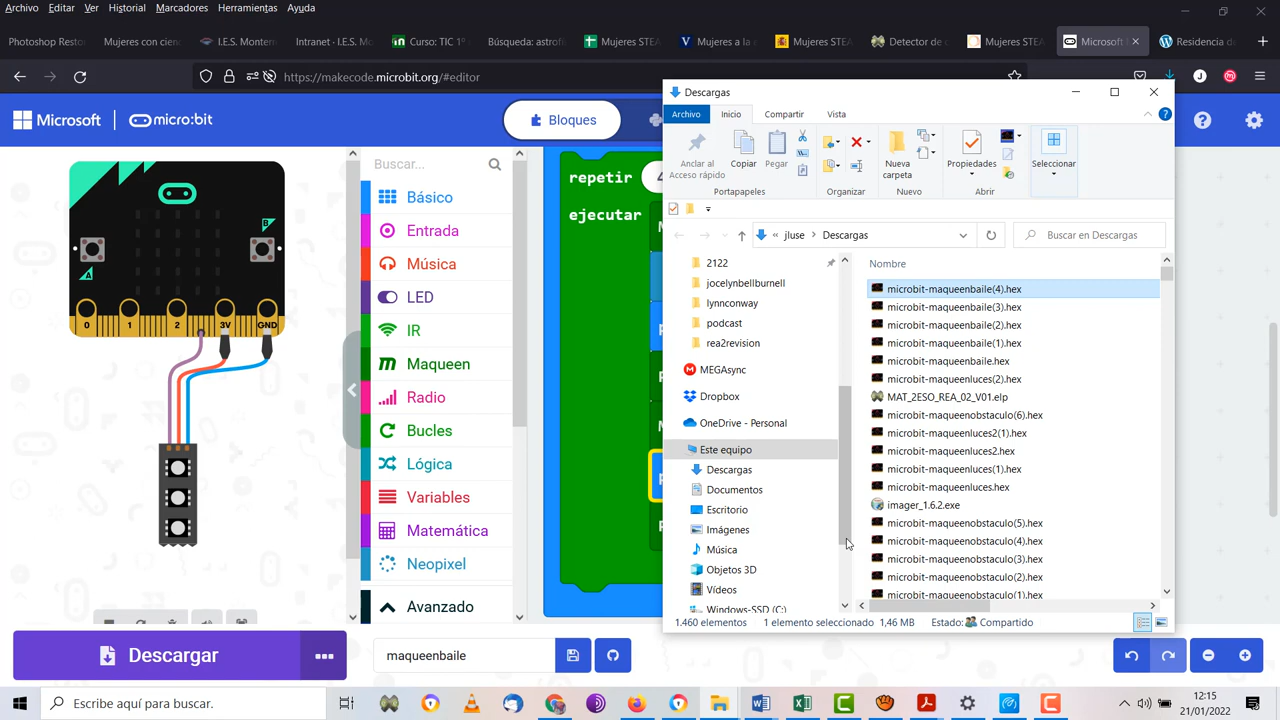 Archivo Editar Ver Historial Marcadores Herramientas Ayuda
Photoshop Resto
Mujeres con cienc
I.E.S. Montern
Intranet - I.E.S. M
Curso: TIC 1º
Búsqueda: astrofí
Mujeres STEA
Mujeres a la
Mujeres STEA
Detector de
Mujeres STE
Microsoft
Residencia de
https://makecode.microbit.org/#editor
Microsoft
micro:bit
Bloques
Buscar...
Básico
Entrada
Música
LED
IR
Maqueen
Radio
Bucles
Lógica
Variables
Matemática
Neopixel
Avanzado
A
B
0 1 2 3V GND
repetir
ejecutar
Descargar
maqueenbaile
Descargas
Archivo Inicio Compartir Vista
Anclar al
Acceso rápido
Copiar
Pegar
Nueva
carpeta
Propiedades
Seleccionar
Portapapeles
Organizar
Nuevo
Abrir
« jluse > Descargas
Buscar en Descargas
2122
jocelynbellburnell
lynnconway
podcast
rea2revision
MEGAsync
Dropbox
OneDrive - Personal
Este equipo
Descargas
Documentos
Escritorio
Imágenes
Música
Objetos 3D
Vídeos
Windows-SSD (C:)
Nombre
microbit-maqueenbaile(4).hex
microbit-maqueenbaile(3).hex
microbit-maqueenbaile(2).hex
microbit-maqueenbaile(1).hex
microbit-maqueenbaile.hex
microbit-maqueenluces(2).hex
MAT_2ESO_REA_02_V01.elp
microbit-maqueenobstaculo(6).hex
microbit-maqueenluces2(1).hex
microbit-maqueenluces2.hex
microbit-maqueenluces(1).hex
microbit-maqueenluces.hex
imager_1.6.2.exe
microbit-maqueenobstaculo(5).hex
microbit-maqueenobstaculo(4).hex
microbit-maqueenobstaculo(3).hex
microbit-maqueenobstaculo(2).hex
microbit-maqueenobstaculo(1).hex
1.460 elementos
1 elemento seleccionado 1,46 MB
Estado: Compartido
Escribe aquí para buscar.
12:15
21/01/2022